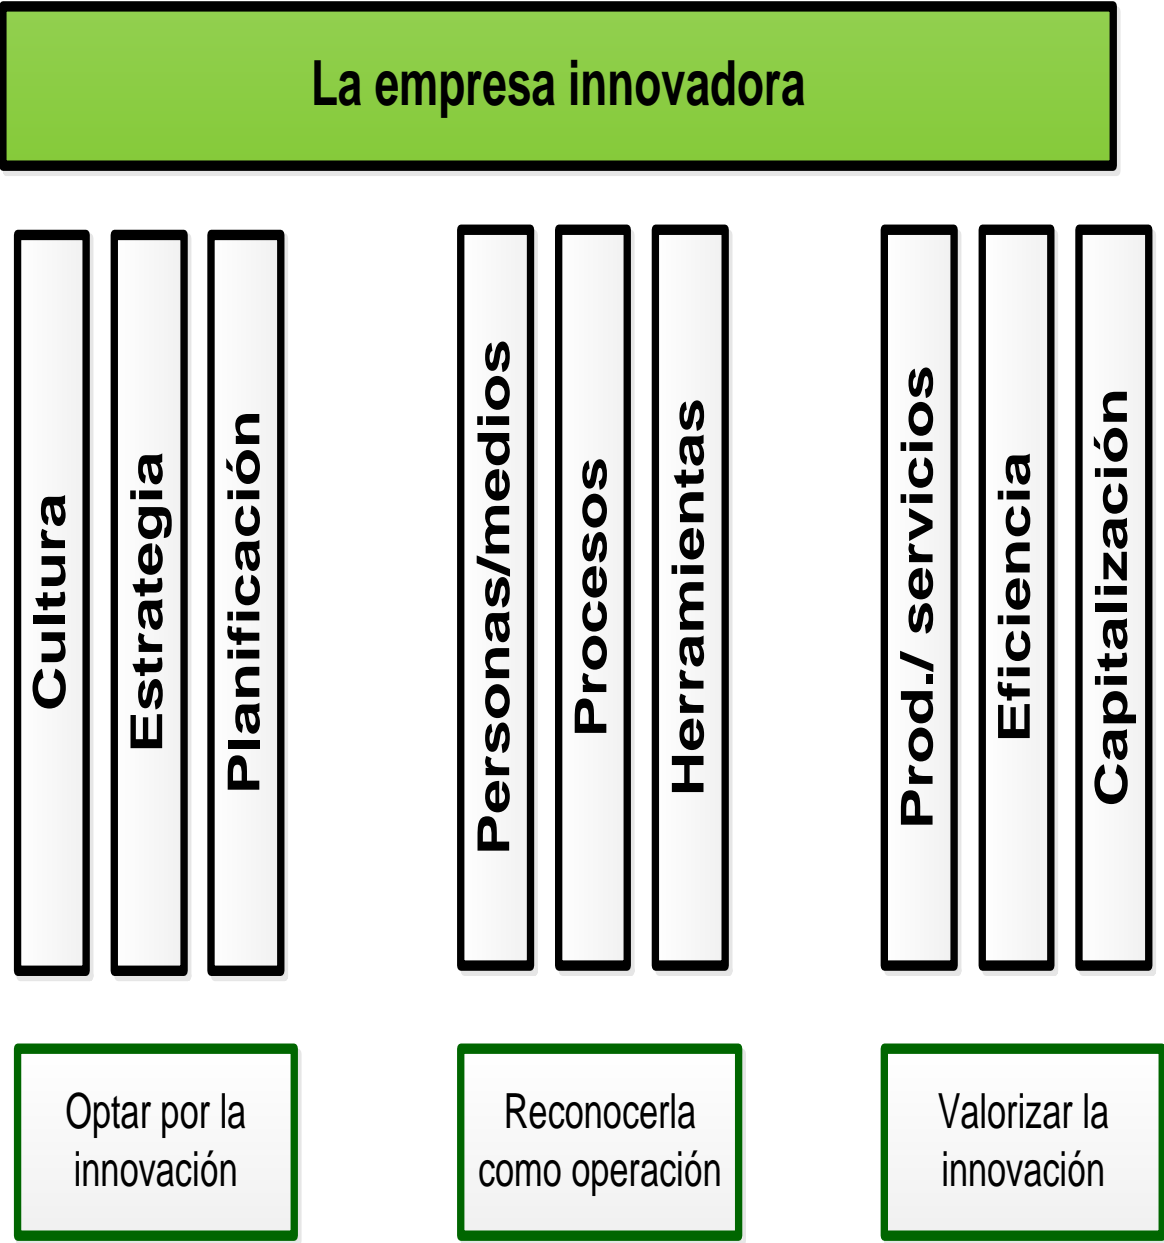 La empresa innovadora
Cultura
Estrategia
Planificación
Personas/medios
Procesos
Herramientas
Prod./ servicios
Eficiencia
Capitalización
Optar por la
innovación
Reconocerla
como operación
Valorizar la
innovación